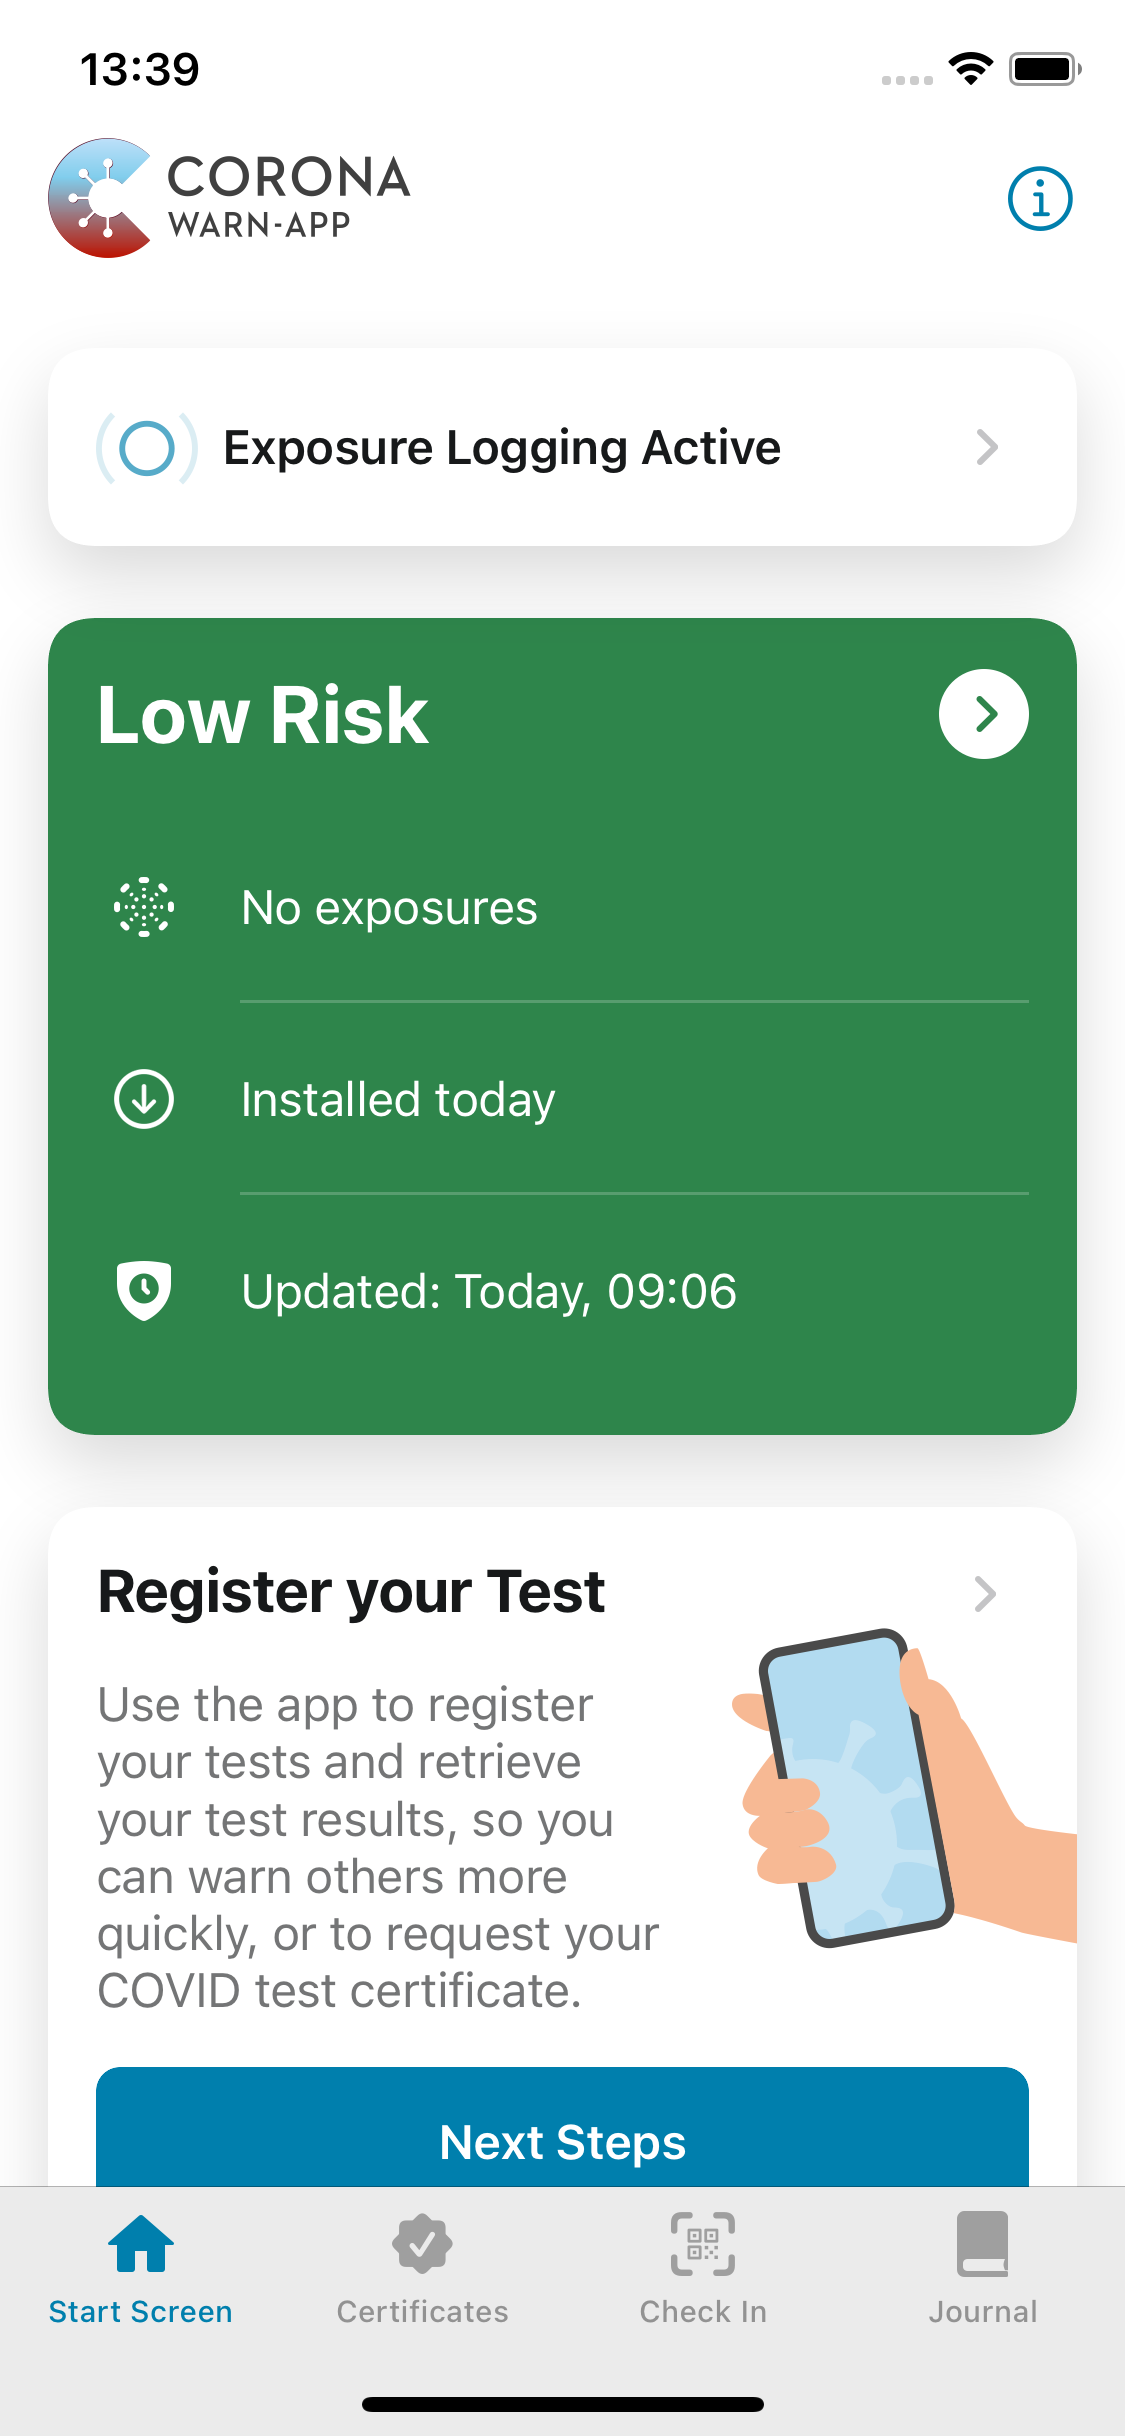 13:39
CORONA
WARN-APP
Exposure Logging Active
Low Risk
No exposures
Installed today
Updated: Today, 09:06
Register your Test
Use the app to register
your tests and retrieve
your test results, so you
can warn others more
quickly, or to request your
COVID test certificate.
Next Steps
Start Screen
Certificates
Check In
Journal